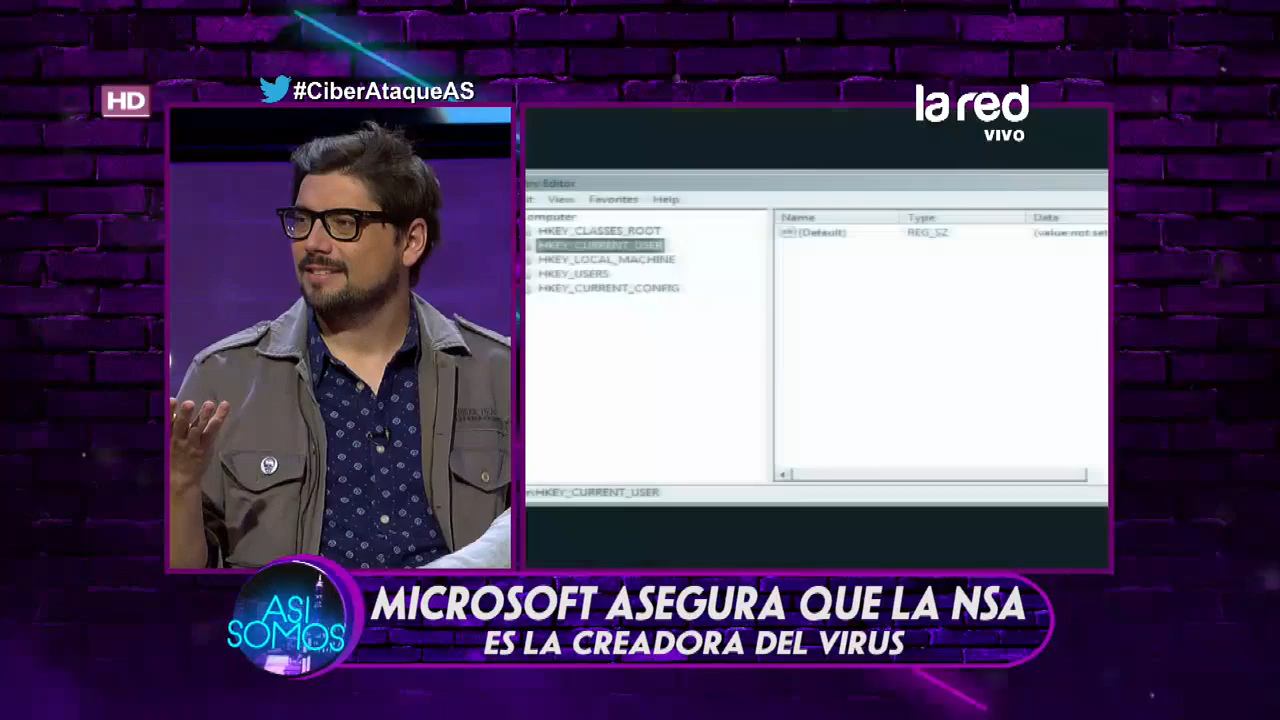 #CiberAtaqueAS
HD
la red
VIVO
Editor
View Favorites Help
HKEY_CLASSES_ROOT
HKEY_CURRENT_USER
HKEY_LOCAL_MACHINE
HKEY_USERS
HKEY_CURRENT_CONFIG
Name Type Data
(Default) REG_SZ (value not set
HKEY_CURRENT_USER
ASI
SOMOS
MICROSOFT ASEGURA QUE LA NSA
ES LA CREADORA DEL VIRUS